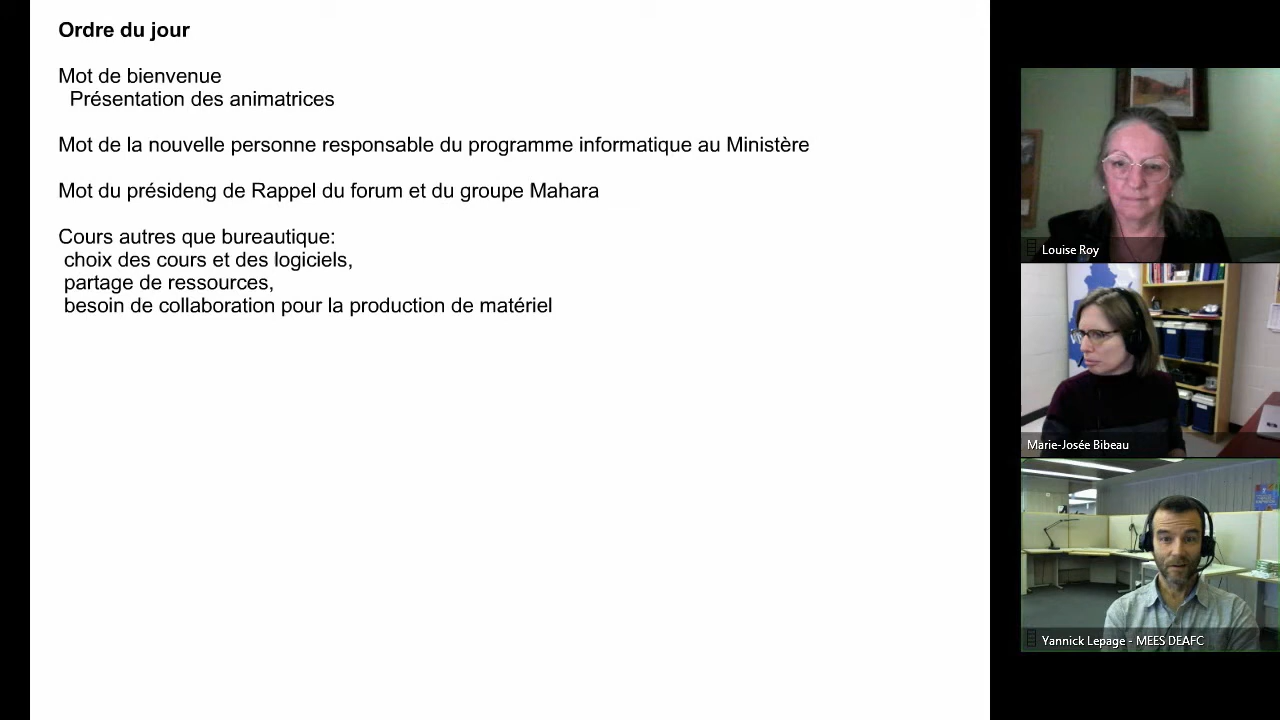 Ordre du jour
Mot de bienvenue
Présentation des animatrices
Mot de la nouvelle personne responsable du programme informatique au Ministère
Mot du présideng de Rappel du forum et du groupe Mahara
Cours autres que bureautique:
choix des cours et des logiciels,
partage de ressources,
besoin de collaboration pour la production de matériel
Louise Roy
Marie-Josée Bibeau
Yannick Lepage - MEES DEAFC